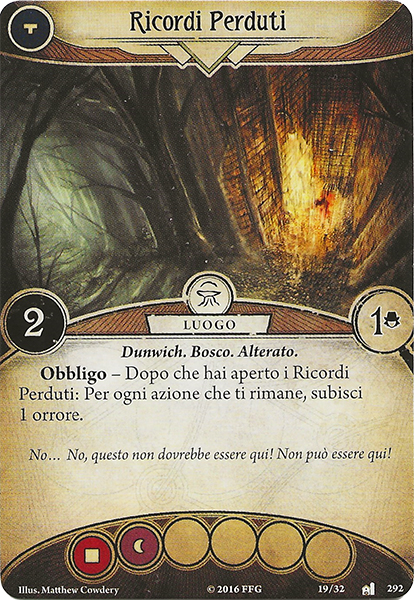 Ricordi Perduti
2
LUOGO
1
Dunwich. Bosco. Alterato.
Obbligo – Dopo che hai aperto i Ricordi
Perduti: Per ogni azione che ti rimane, subisci
1 orrore.
No… No, questo non dovrebbe essere qui! Non può essere qui!
Illus. Matthew Cowdery © 2016 FFG 19/32 292